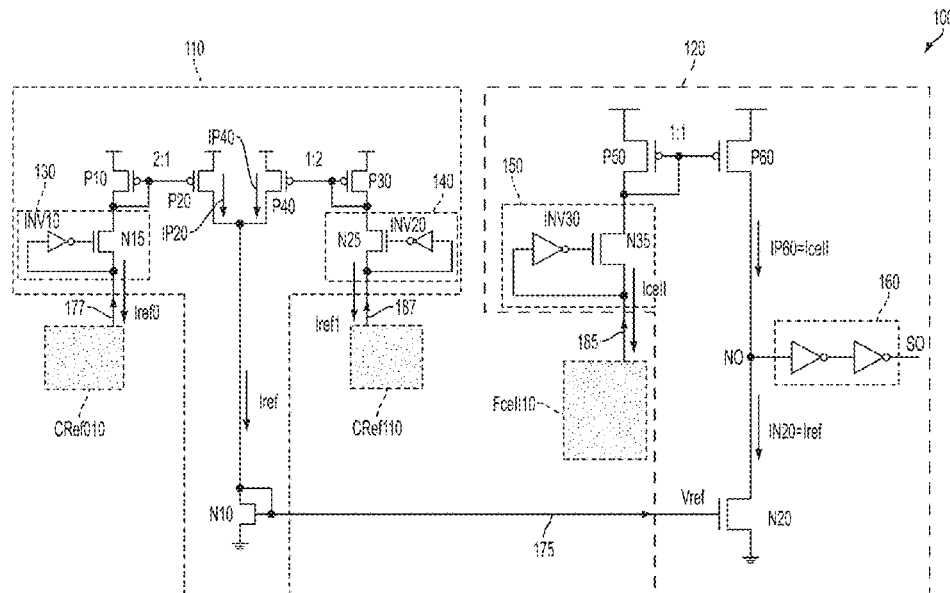 100
110
120
IP40
2:1
1:2
1:1
P10
P20
P40
P30
P50
P60
130
140
150
INV10
IP20
INV20
INV30
N15
N25
N35
IP60=Icell
Icell
160
177
Iref0
Iref1
187
185
NO
SO
CRef010
Iref
CRef110
Fcell10
IN20=Iref
N10
Vref
N20
175